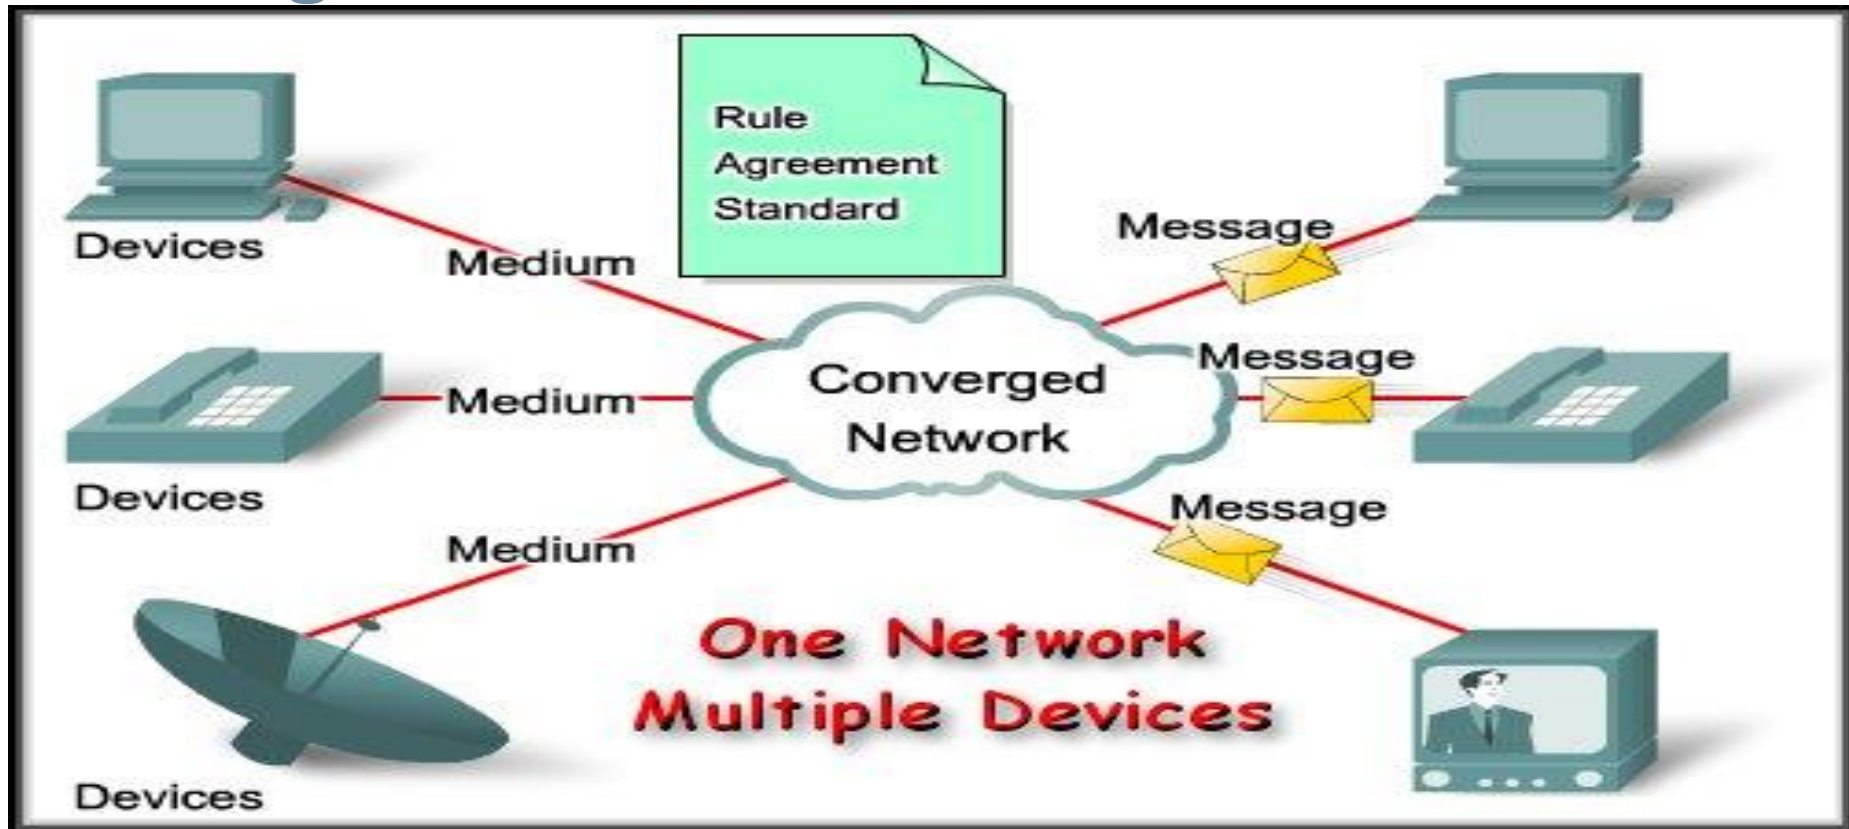 Rule
Agreement
Standard
Devices
Medium
Message
Converged
Network
Message
Medium
Devices
Message
Medium
One Network
Multiple Devices
Devices